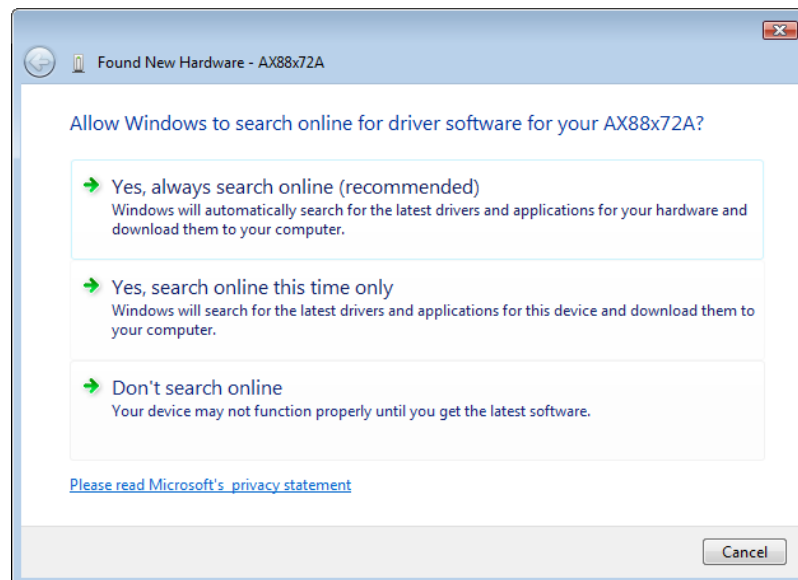 Found New Hardware - AX88x72A
Allow Windows to search online for driver software for your AX88x72A?
Yes, always search online (recommended)
Windows will automatically search for the latest drivers and applications for your hardware and
download them to your computer.
Yes, search online this time only
Windows will search for the latest drivers and applications for this device and download them to
your computer.
Don't search online
Your device may not function properly until you get the latest software.
Please read Microsoft's privacy statement
Cancel